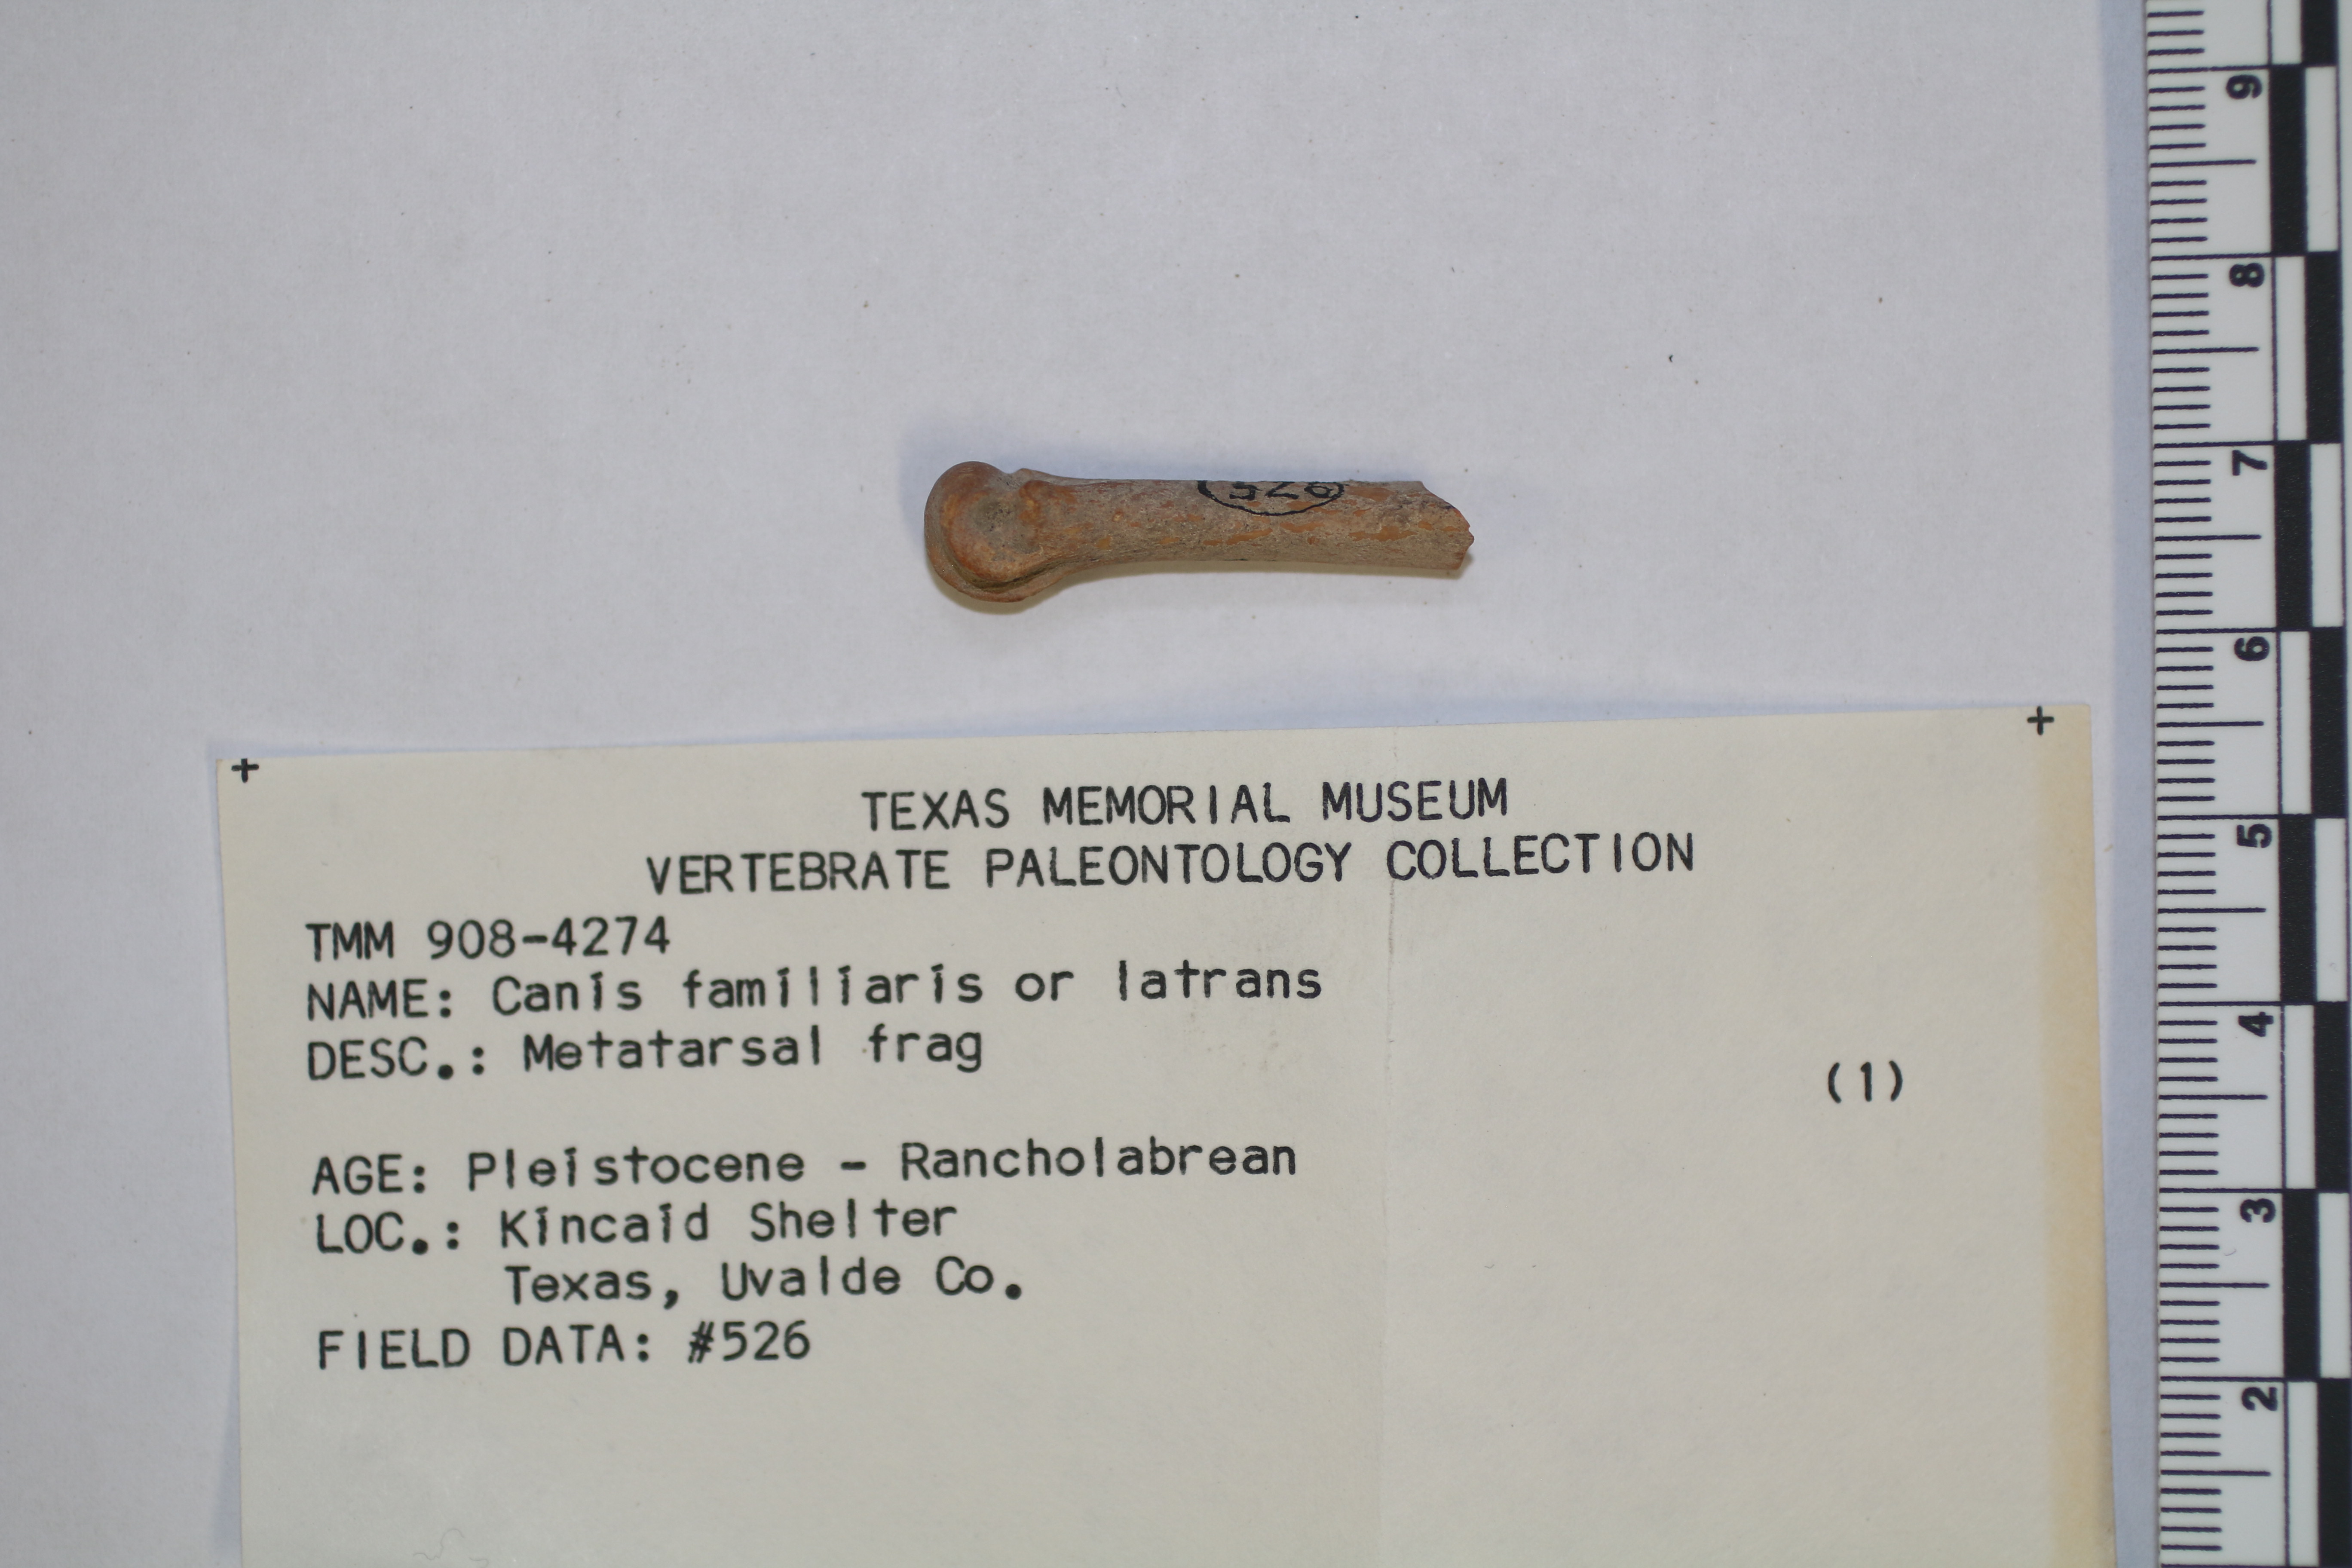 526
TEXAS MEMORIAL MUSEUM
VERTEBRATE PALEONTOLOGY COLLECTION
TMM 908-4274
NAME: Canis familiaris or latrans
DESC.: Metatarsal frag
(1)
AGE: Pleistocene - Rancholabrean
LOC.: Kincaid Shelter
Texas, Uvalde Co.
FIELD DATA: #526
9
8
7
6
5
4
3
2